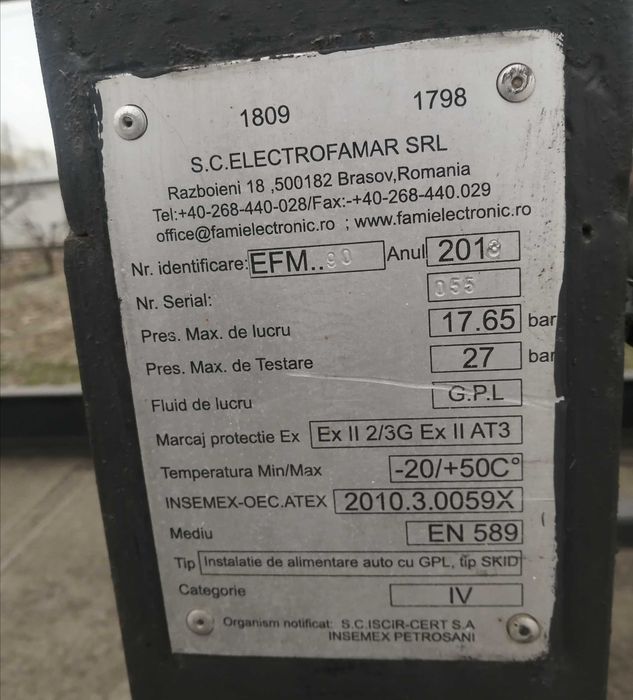 1809 1798
S.C.ELECTROFAMAR SRL
Razboieni 18 ,500182 Brasov,Romania
Tel:+40-268-440-028/Fax:-+40-268-440.029
office@famielectronic.ro ; www.famielectronic.ro
Nr. identificare: EFM.. 90 Anul 2018
Nr. Serial: 055
Pres. Max. de lucru 17.65 bar
Pres. Max. de Testare 27 bar
Fluid de lucru G.P.L
Marcaj protectie Ex Ex II 2/3G Ex II AT3
Temperatura Min/Max -20/+50C°
INSEMEX-OEC.ATEX 2010.3.0059X
Mediu EN 589
Tip Instalatie de alimentare auto cu GPL, tip SKID
Categorie IV
Organism notificat: S.C.ISCIR-CERT S.A
INSEMEX PETROSANI